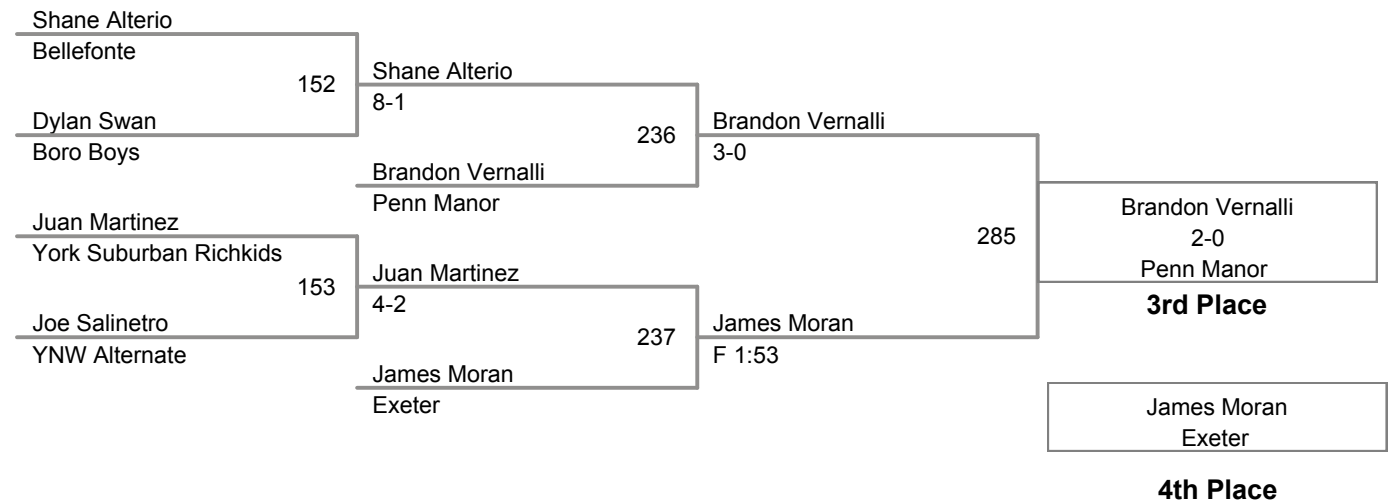 Shane Alterio
Bellefonte
152
Dylan Swan
Boro Boys
Juan Martinez
York Suburban Richkids
153
Joe Salinetro
YNW Alternate
Shane Alterio
8-1
236
Brandon Vernalli
Penn Manor
Juan Martinez
4-2
237
James Moran
Exeter
Brandon Vernalli
3-0
285
James Moran
F 1:53
Brandon Vernalli
2-0
Penn Manor
3rd Place
James Moran
Exeter
4th Place